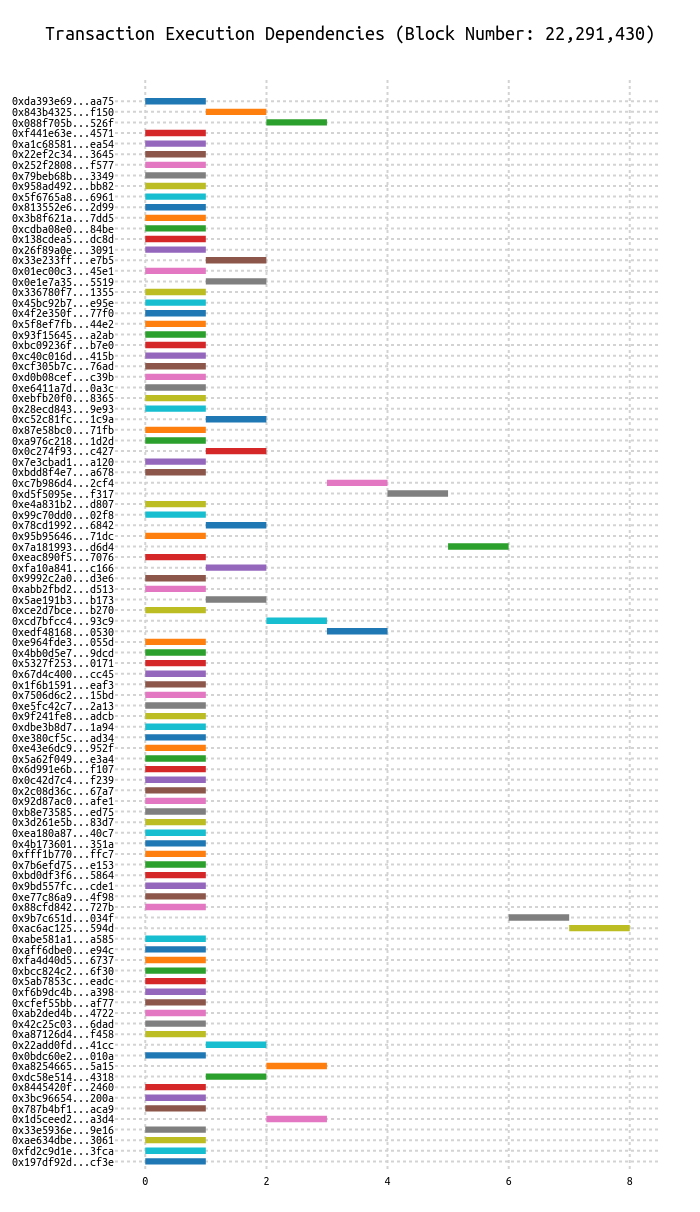 Transaction Execution Dependencies (Block Number: 22,291,430)
0xda393e69...aa75
0x843b4325...f150
0x088f705b...526f
0xf441e63e...4571
0xa1c68581...ea54
0x22ef2c34...3645
0x252f2808...f577
0x79beb68b...3349
0x958ad492...bb82
0x5f6765a8...6961
0x813552e6...2d99
0x3b8f621a...7dd5
0xcdba08e0...84be
0x138cdea5...dc8d
0x26f89a0e...3091
0x33e233ff...e7b5
0x01ec00c3...45e1
0x0e1e7a35...5519
0x336780f7...1355
0x45bc92b7...e95e
0x4f2e350f...77f0
0x5f8ef7fb...44e2
0x93f15645...a2ab
0xbc09236f...b7e0
0xc40c016d...415b
0xcf305b7c...76ad
0xd0b08cef...c39b
0xe6411a7d...0a3c
0xebfb20f0...8365
0x28ecd843...9e93
0xc52c81fc...1c9a
0x87e58bc0...71fb
0xa976c218...1d2d
0x0c274f93...c427
0x7e3cbad1...a120
0xbdd8f4e7...a678
0xc7b986d4...2cf4
0xd5f5095e...f317
0xe4a831b2...d807
0x99c70dd0...02f8
0x78cd1992...6842
0x95b95646...71dc
0x7a181993...d6d4
0xeac890f5...7076
0xfa10a841...c166
0x9992c2a0...d3e6
0xabb2fbd2...d513
0x5ae191b3...b173
0xce2d7bce...b270
0xcd7bfcc4...93c9
0xedf48168...0530
0xe964fde3...055d
0x4bb0d5e7...9dcd
0x5327f253...0171
0x67d4c400...cc45
0x1f6b1591...eaf3
0x7506d6c2...15bd
0xe5fc42c7...2a13
0x9f241fe8...adcb
0xdbe3b8d7...1a94
0xe380cf5c...ad34
0xe43e6dc9...952f
0x5a62f049...e3a4
0x6d991e6b...f107
0x0c42d7c4...f239
0x2c08d36c...67a7
0x92d87ac0...afe1
0xb8e73585...ed75
0x3d261e5b...83d7
0xea180a87...40c7
0x4b173601...351a
0xfff1b770...ffc7
0x7b6efd75...e153
0xbd0df3f6...5864
0x9bd557fc...cde1
0xe77c86a9...4f98
0x88cfd842...727b
0x9b7c651d...034f
0xac6ac125...594d
0xabe581a1...a585
0xaff6dbe0...e94c
0xfa4d40d5...6737
0xbcc824c2...6f30
0x5ab7853c...eadc
0xf6b9dc4b...a398
0xcfef55bb...af77
0xab2ded4b...4722
0x42c25c03...6dad
0xa87126d4...f458
0x22add0fd...41cc
0x0bdc60e2...010a
0xa8254665...5a15
0xdc58e514...4318
0x8445420f...2460
0x3bc96654...200a
0x787b4bf1...aca9
0x1d5ceed2...a3d4
0x33e5936e...9e16
0xae634dbe...3061
0xfd2c9d1e...3fca
0x197df92d...cf3e
0 2 4 6 8